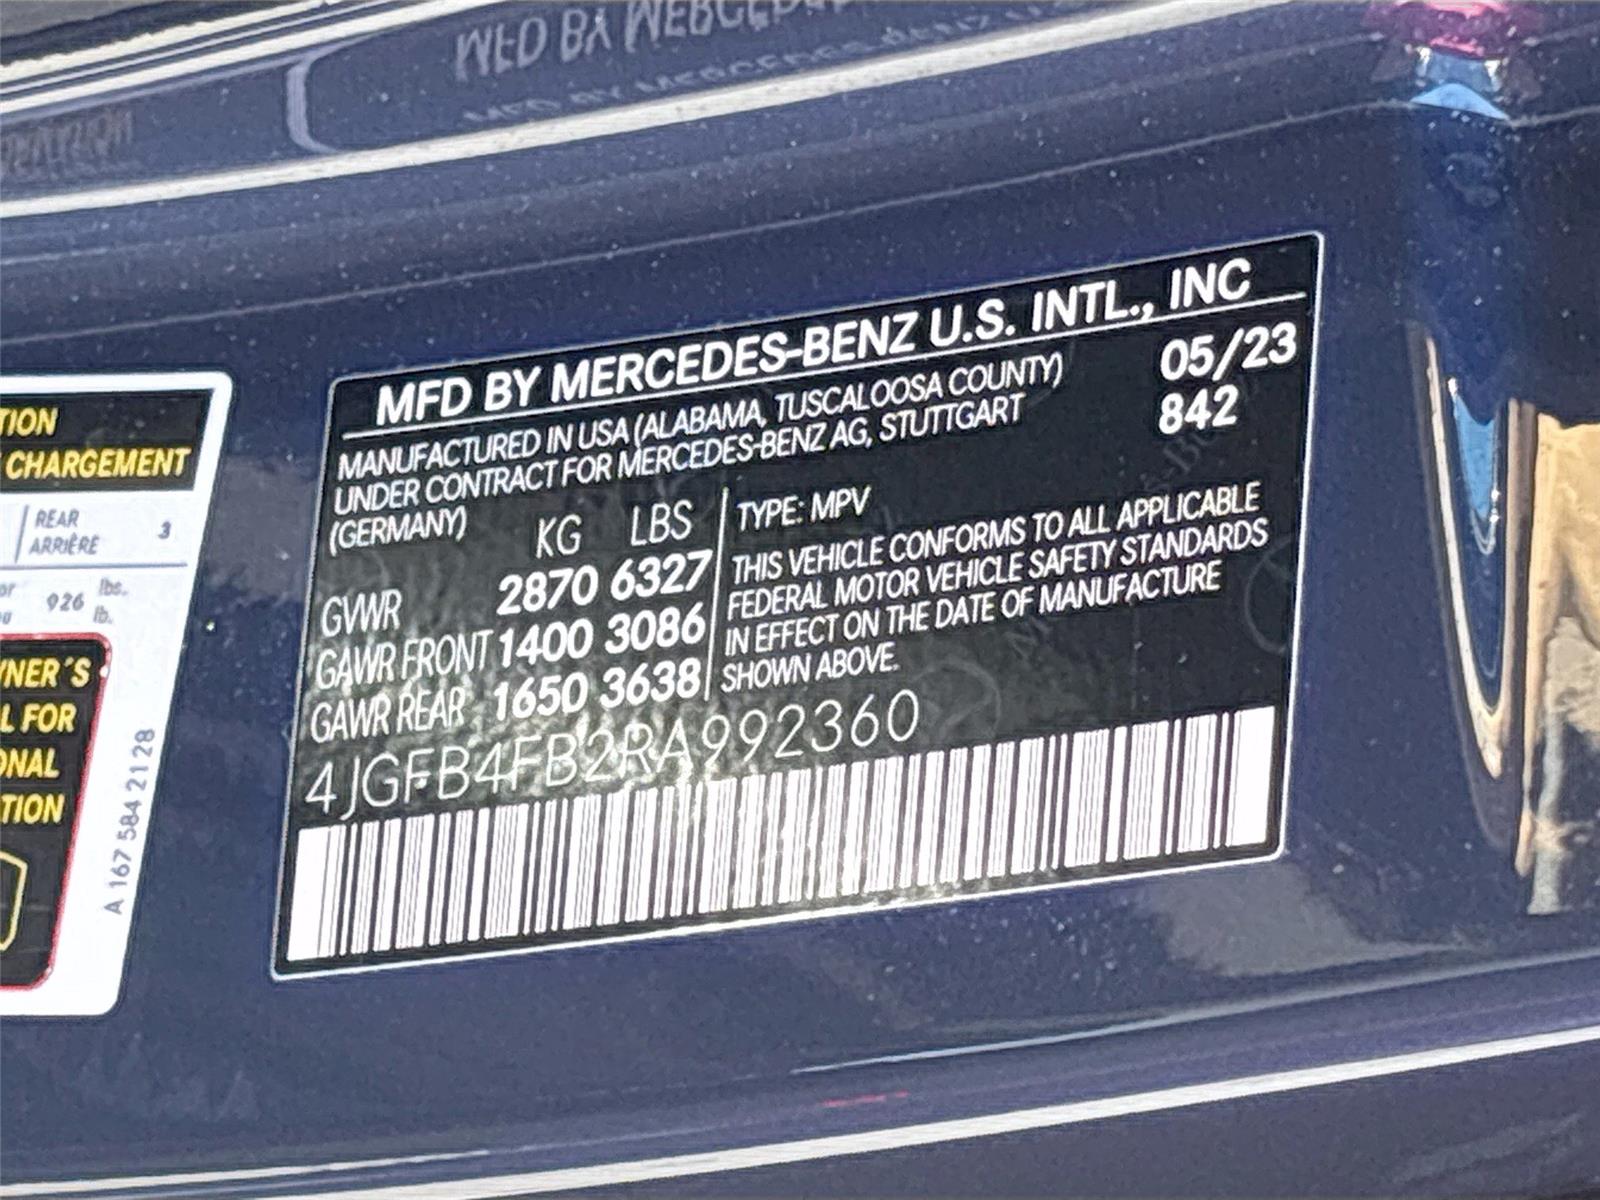 MFD BY MERCEDES-BENZ U.S. INTL., INC
MANUFACTURED IN USA (ALABAMA, TUSCALOOSA COUNTY) 05/23
UNDER CONTRACT FOR MERCEDES-BENZ AG, STUTTGART 842
(GERMANY)
KG LBS
GVWR 2870 6327
GAWR FRONT 1400 3086
GAWR REAR 1650 3638
TYPE: MPV
THIS VEHICLE CONFORMS TO ALL APPLICABLE
FEDERAL MOTOR VEHICLE SAFETY STANDARDS
IN EFFECT ON THE DATE OF MANUFACTURE
SHOWN ABOVE.
4JGFB4FB2RA992360
TION
CHARGEMENT
REAR 3
ARRIÈRE
or 926 lbs.
lb.
NER´S
L FOR
ONAL
TION
A 167 584 2128